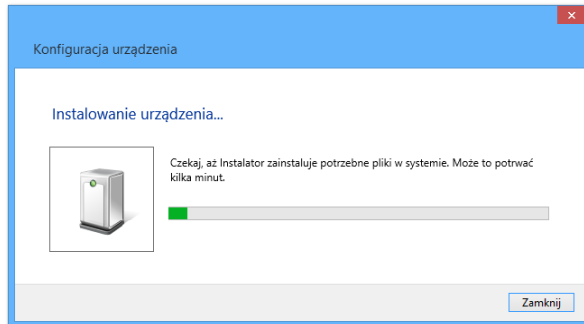 Konfiguracja urządzenia
Instalowanie urządzenia...
Czekaj, aż Instalator zainstaluje potrzebne pliki w systemie. Może to potrwać
kilka minut.
Zamknij